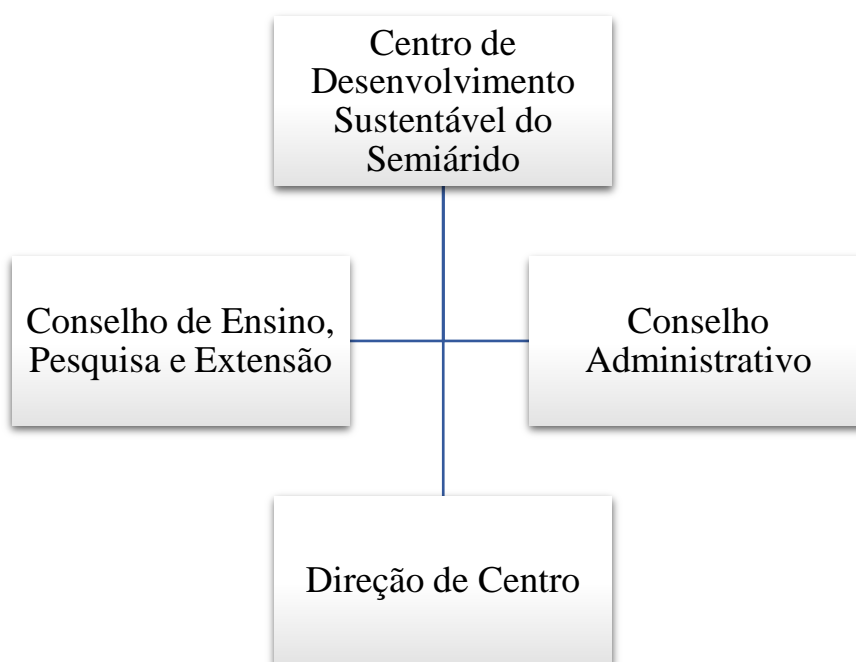 Centro de
Desenvolvimento
Sustentável do
Semiárido
Conselho de Ensino,
Pesquisa e Extensão
Conselho
Administrativo
Direção de Centro